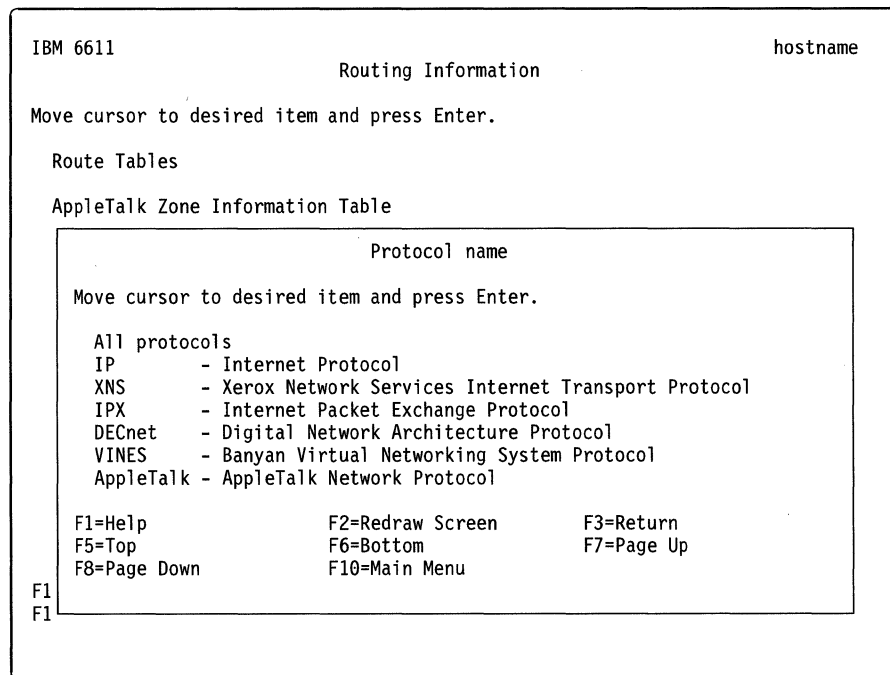 IBM 6611 hostname
Routing Information
Move cursor to desired item and press Enter.
Route Tables
AppleTalk Zone Information Table
Protocol name
Move cursor to desired item and press Enter.
All protocols
IP - Internet Protocol
XNS - Xerox Network Services Internet Transport Protocol
IPX - Internet Packet Exchange Protocol
DECnet - Digital Network Architecture Protocol
VINES - Banyan Virtual Networking System Protocol
AppleTalk - AppleTalk Network Protocol
F1=Help F2=Redraw Screen F3=Return
F5=Top F6=Bottom F7=Page Up
F8=Page Down F10=Main Menu
F1
F1